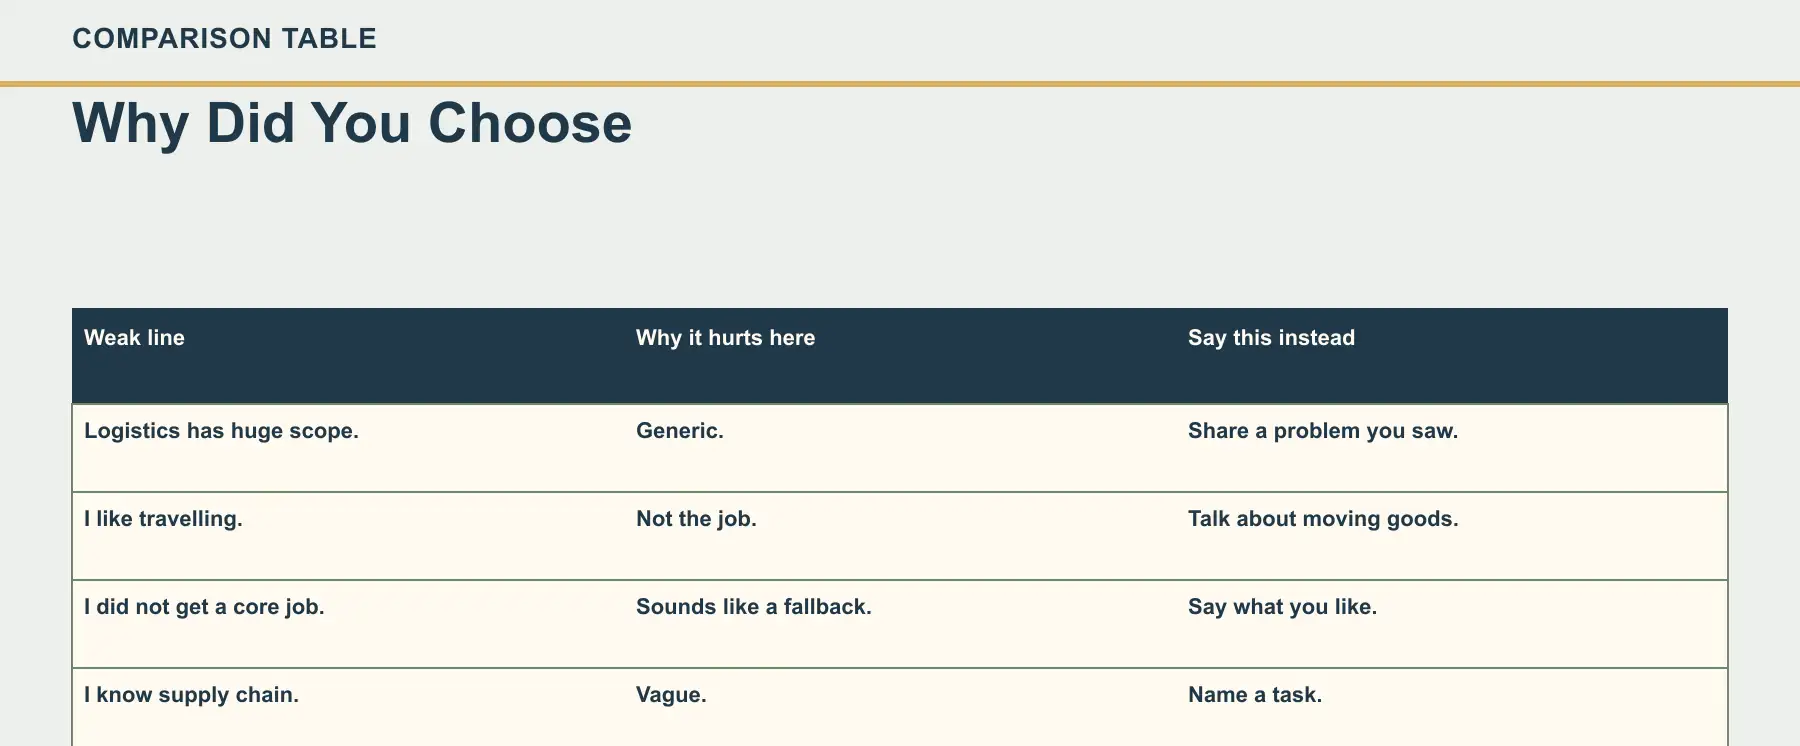 COMPARISON TABLE
Why Did You Choose
Weak line Why it hurts here Say this instead
Logistics has huge scope. Generic. Share a problem you saw.
I like travelling. Not the job. Talk about moving goods.
I did not get a core job. Sounds like a fallback. Say what you like.
I know supply chain. Vague. Name a task.